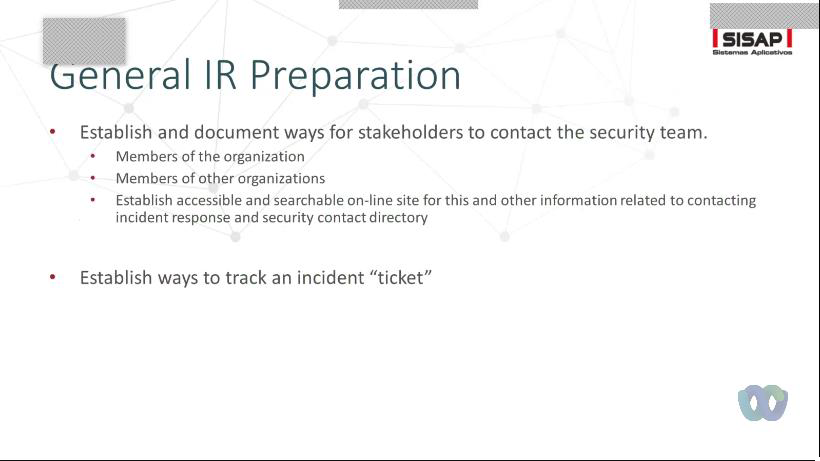 SISAP
Sistemas Aplicativos
General IR Preparation
• Establish and document ways for stakeholders to contact the security team.
• Members of the organization
• Members of other organizations
• Establish accessible and searchable on-line site for this and other information related to contacting
incident response and security contact directory
• Establish ways to track an incident “ticket”